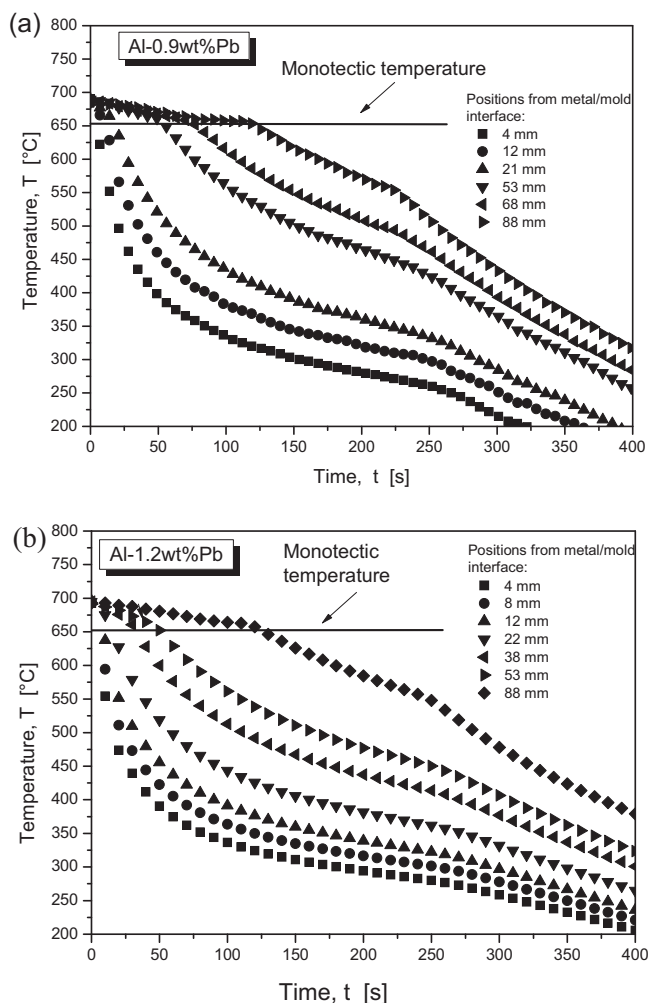 (a)
Al-0.9wt%Pb
Monotectic temperature
Positions from metal/mold
interface:
4 mm
12 mm
21 mm
53 mm
68 mm
88 mm
Temperature, T [°C]
800
750
700
650
600
550
500
450
400
350
300
250
200
0 50 100 150 200 250 300 350 400
Time, t [s]
(b)
Al-1.2wt%Pb
Monotectic
temperature
Positions from metal/mold
interface:
4 mm
8 mm
12 mm
22 mm
38 mm
53 mm
88 mm
Temperature, T [°C]
800
750
700
650
600
550
500
450
400
350
300
250
200
0 50 100 150 200 250 300 350 400
Time, t [s]